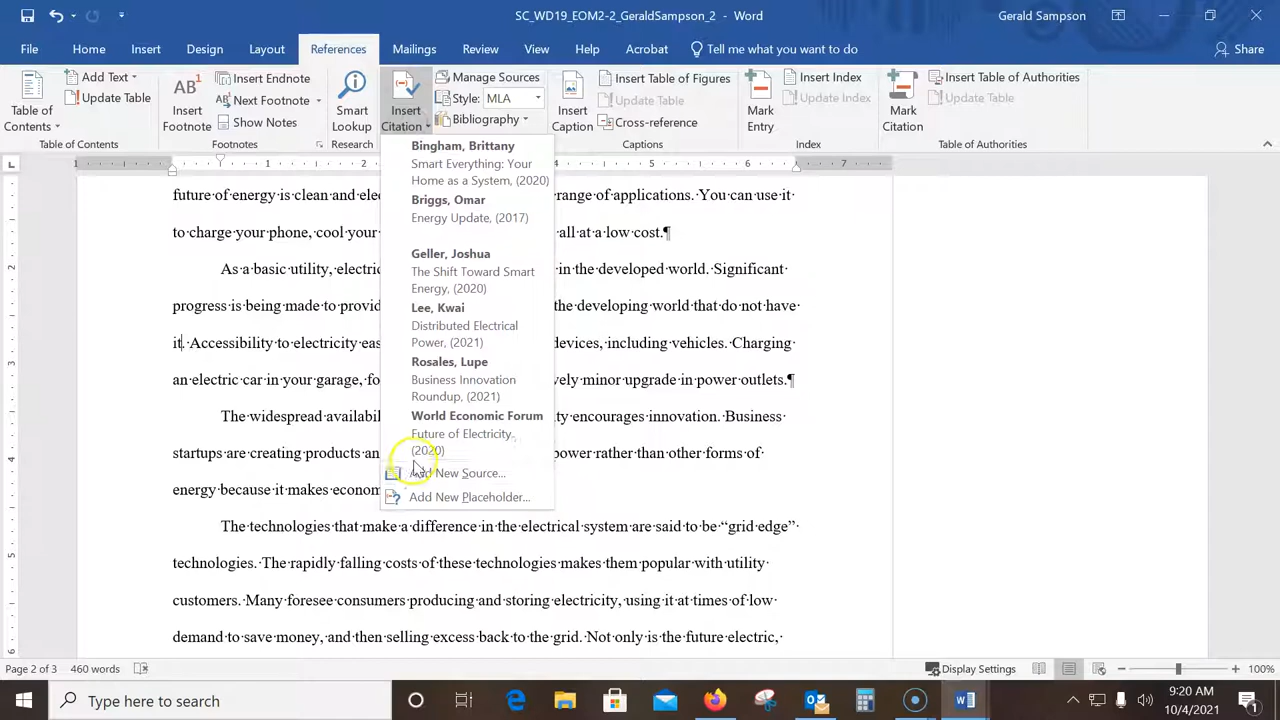 SC_WD19_EOM2-2_GeraldSampson_2 - Word
Gerald Sampson
File Home Insert Design Layout References Mailings Review View Help Acrobat Tell me what you want to do Share
Table of Contents
Add Text
Update Table
Table of Contents
AB¹
Insert Footnote
Insert Endnote
Next Footnote
Show Notes
Footnotes
Smart Lookup
Research
Insert Citation
Manage Sources
Style: MLA
Bibliography
Insert Caption
Insert Table of Figures
Update Table
Cross-reference
Captions
Mark Entry
Insert Index
Update Index
Index
Mark Citation
Insert Table of Authorities
Update Table
Table of Authorities
Bingham, Brittany
Smart Everything: Your
Home as a System, (2020)
Briggs, Omar
Energy Update, (2017)
Geller, Joshua
The Shift Toward Smart
Energy, (2020)
Lee, Kwai
Distributed Electrical
Power, (2021)
Rosales, Lupe
Business Innovation
Roundup, (2021)
World Economic Forum
Future of Electricity,
(2020)
Add New Source...
Add New Placeholder...
1 2 5 6 7
2
3
4
5
6
future·of·energy·is·clean·and·ele range·of·applications.·You·can·use·it·
to·charge·your·phone,·cool·your· all·at·a·low·cost.¶
As·a·basic·utility,·electric in·the·developed·world.·Significant·
progress·is·being·made·to·provid the·developing·world·that·do·not·have·
it.·Accessibility·to·electricity·eas devices,·including·vehicles.·Charging·
an·electric·car·in·your·garage,·fo vely·minor·upgrade·in·power·outlets.¶
The·widespread·availabi ty·encourages·innovation.·Business·
startups·are·creating·products·an power·rather·than·other·forms·of·
energy·because·it·makes·econom
The·technologies·that·make·a·difference·in·the·electrical·system·are·said·to·be·“grid·edge”·
technologies.·The·rapidly·falling·costs·of·these·technologies·makes·them·popular·with·utility·
customers.·Many·foresee·consumers·producing·and·storing·electricity,·using·it·at·times·of·low·
demand·to·save·money,·and·then·selling·excess·back·to·the·grid.·Not·only·is·the·future·electric,·
Page 2 of 3 460 words Display Settings 100%
Type here to search
9:20 AM
10/4/2021
1